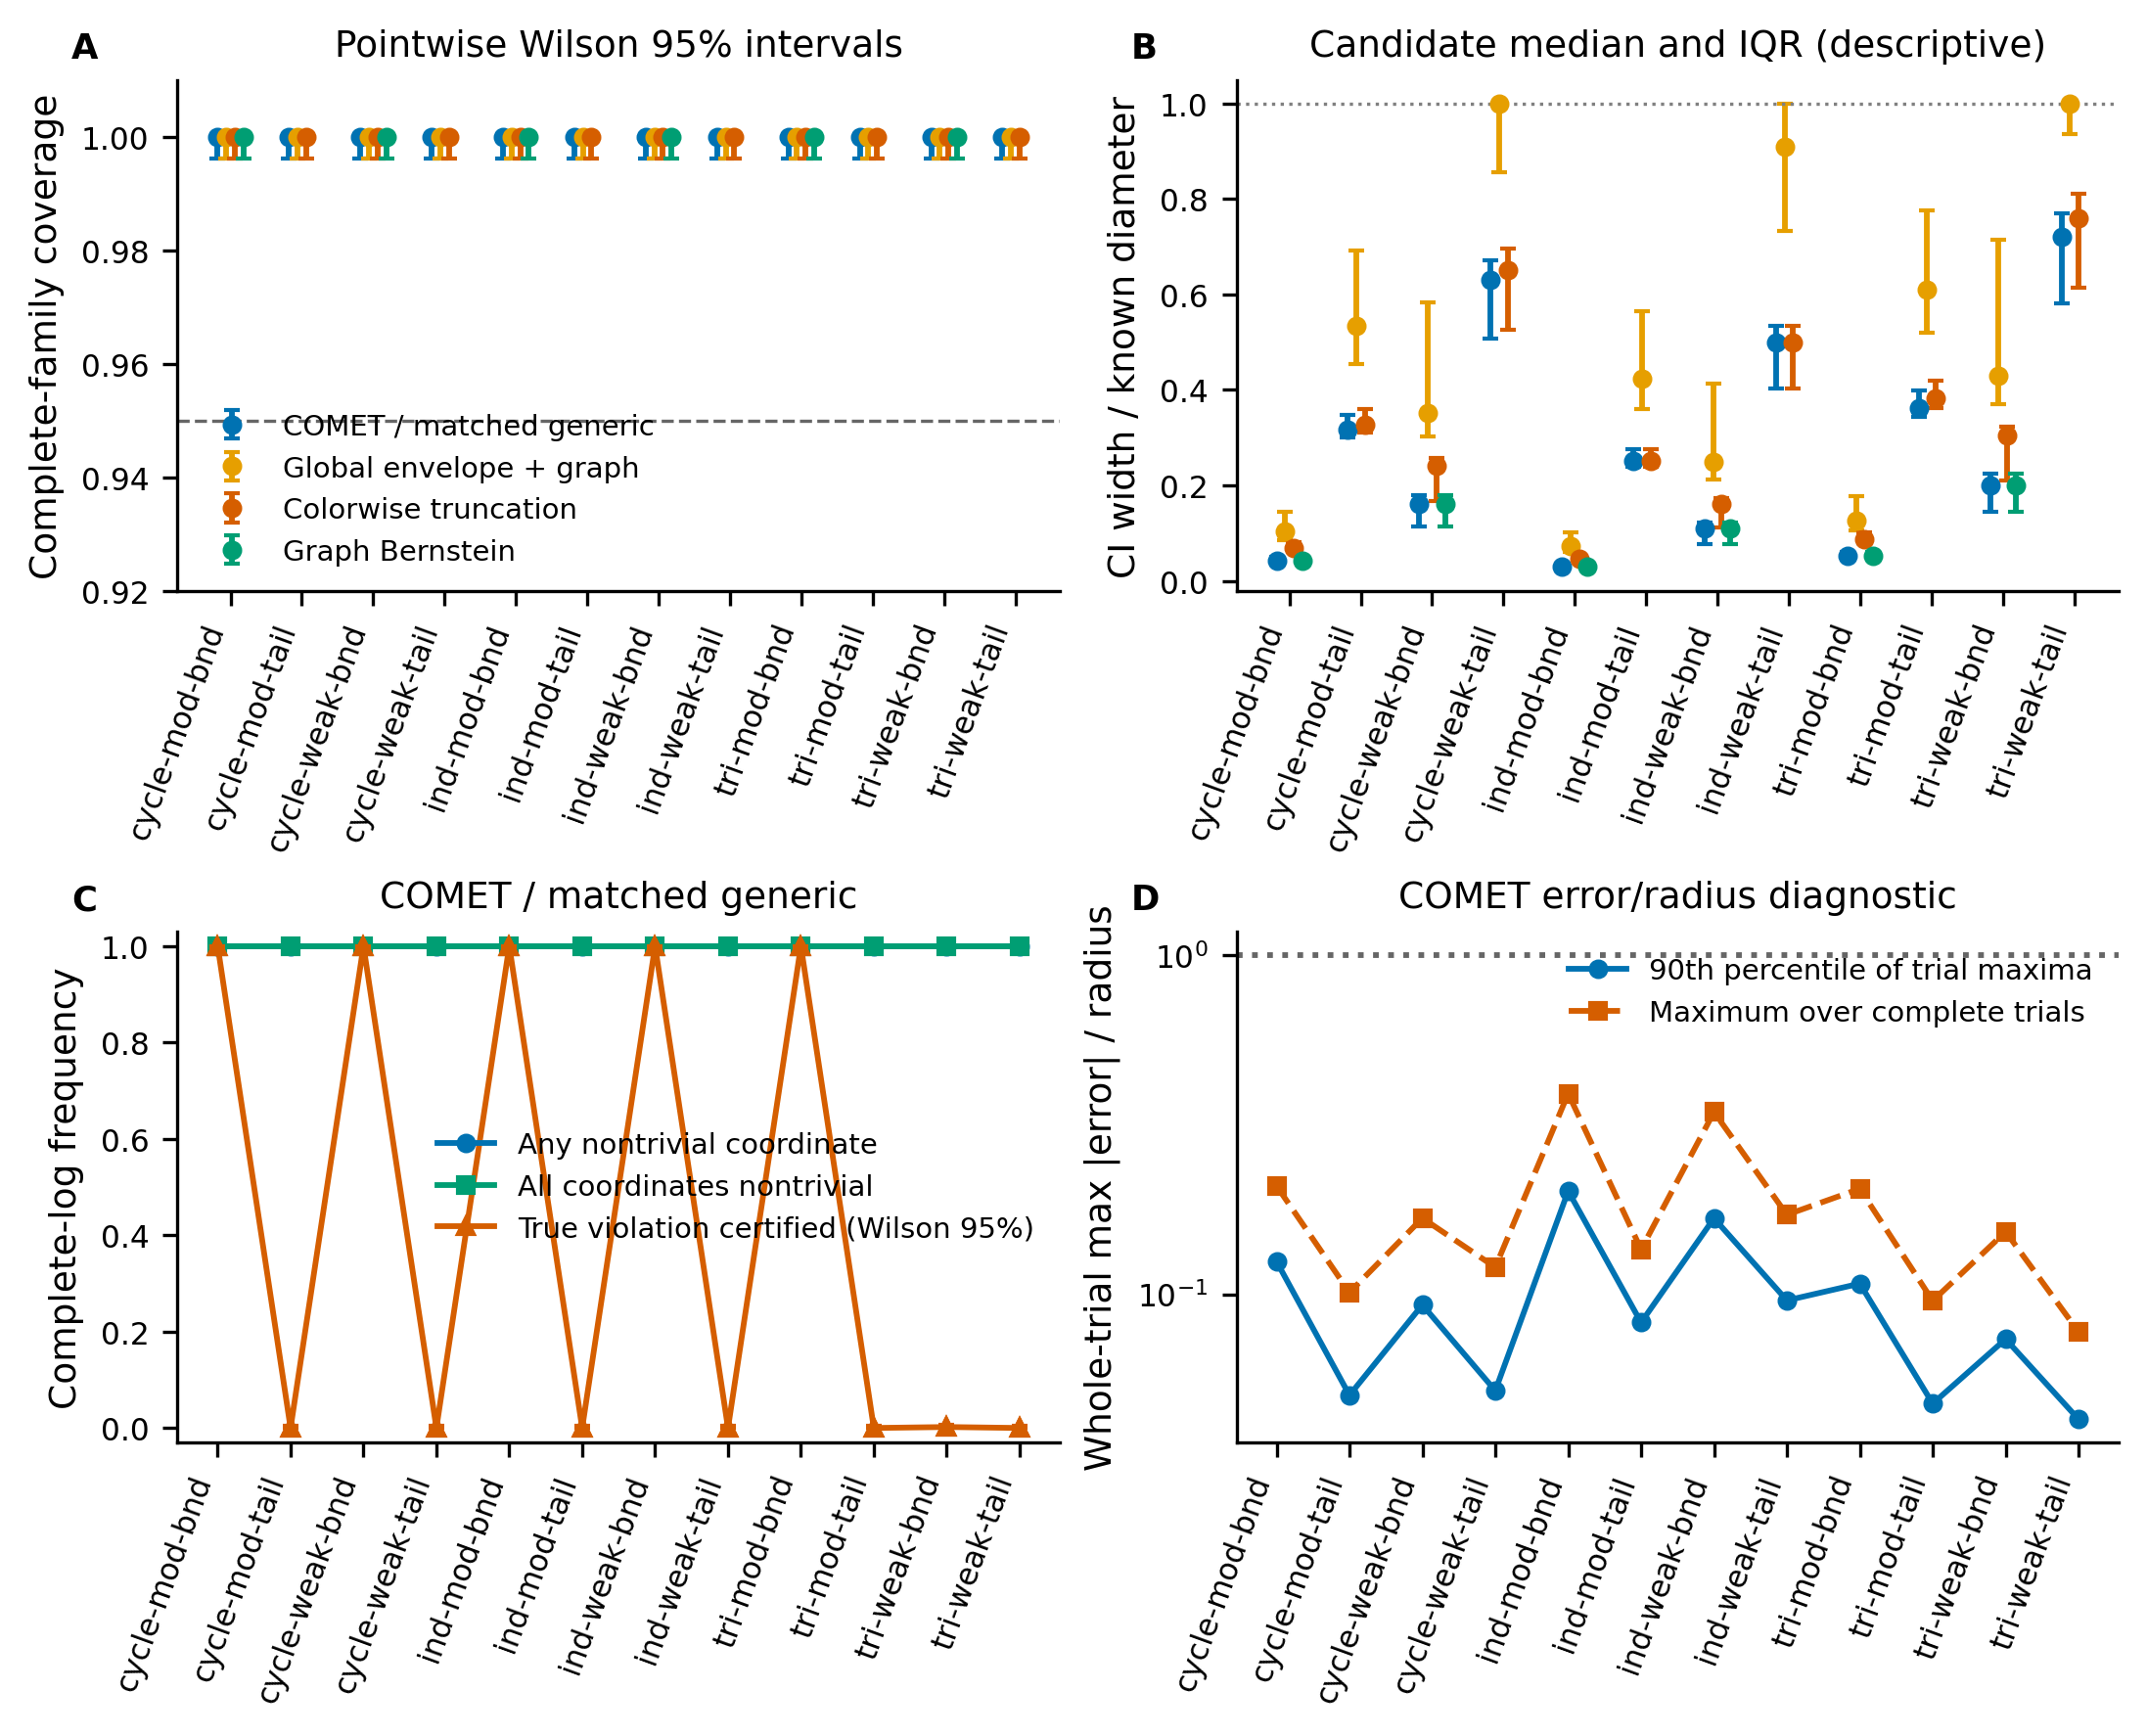 A
Pointwise Wilson 95% intervals
Complete-family coverage
1.00
0.98
0.96
0.94
0.92
COMET / matched generic
Global envelope + graph
Colorwise truncation
Graph Bernstein
cycle-mod-bnd
cycle-mod-tail
cycle-weak-bnd
cycle-weak-tail
ind-mod-bnd
ind-mod-tail
ind-weak-bnd
ind-weak-tail
tri-mod-bnd
tri-mod-tail
tri-weak-bnd
tri-weak-tail
B
Candidate median and IQR (descriptive)
CI width / known diameter
1.0
0.8
0.6
0.4
0.2
0.0
cycle-mod-bnd
cycle-mod-tail
cycle-weak-bnd
cycle-weak-tail
ind-mod-bnd
ind-mod-tail
ind-weak-bnd
ind-weak-tail
tri-mod-bnd
tri-mod-tail
tri-weak-bnd
tri-weak-tail
C
COMET / matched generic
Complete-log frequency
1.0
0.8
0.6
0.4
0.2
0.0
Any nontrivial coordinate
All coordinates nontrivial
True violation certified (Wilson 95%)
cycle-mod-bnd
cycle-mod-tail
cycle-weak-bnd
cycle-weak-tail
ind-mod-bnd
ind-mod-tail
ind-weak-bnd
ind-weak-tail
tri-mod-bnd
tri-mod-tail
tri-weak-bnd
tri-weak-tail
D
COMET error/radius diagnostic
Whole-trial max |error| / radius
10⁰
10⁻¹
90th percentile of trial maxima
Maximum over complete trials
cycle-mod-bnd
cycle-mod-tail
cycle-weak-bnd
cycle-weak-tail
ind-mod-bnd
ind-mod-tail
ind-weak-bnd
ind-weak-tail
tri-mod-bnd
tri-mod-tail
tri-weak-bnd
tri-weak-tail